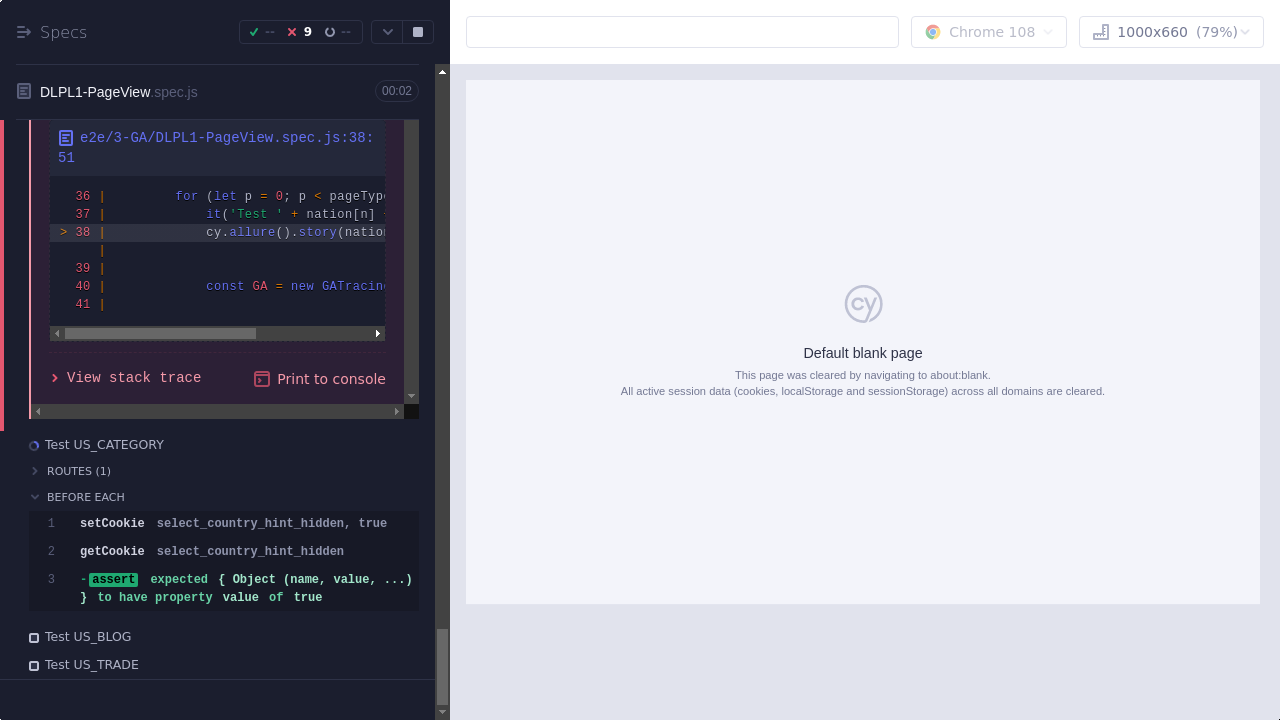 Specs
--
9
--
Chrome 108
1000x660 (79%)
DLPL1-PageView.spec.js
00:02
e2e/3-GA/DLPL1-PageView.spec.js:38:
51
36 | for (let p = 0; p < pageType
37 | it('Test ' + nation[n]
> 38 | cy.allure().story(nation
|
39 |
40 | const GA = new GATracing
41 |
View stack trace
Print to console
Test US_CATEGORY
ROUTES (1)
BEFORE EACH
1 setCookie select_country_hint_hidden, true
2 getCookie select_country_hint_hidden
3 -assert expected { Object (name, value, ...)
} to have property value of true
Test US_BLOG
Test US_TRADE
cy
Default blank page
This page was cleared by navigating to about:blank.
All active session data (cookies, localStorage and sessionStorage) across all domains are cleared.